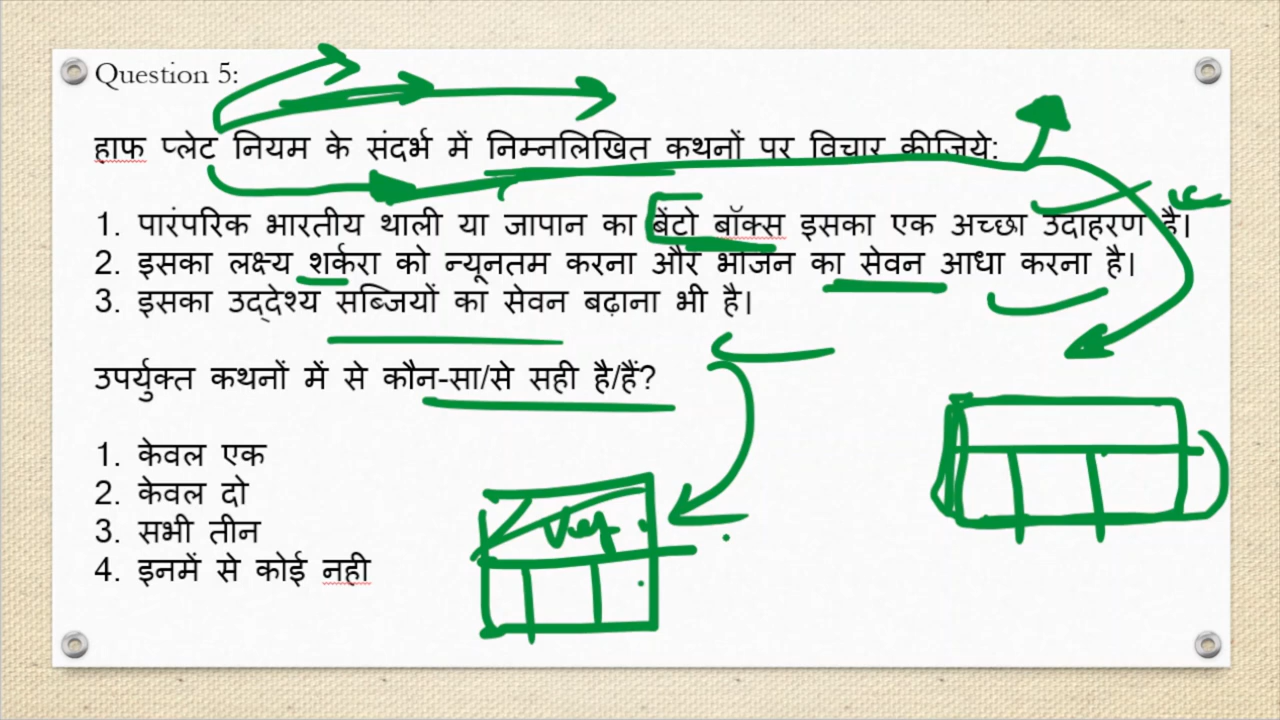 Question 5:
हाफ प्लेट नियम के संदर्भ में निम्नलिखित कथनों पर विचार कीजिये:
1. पारंपरिक भारतीय थाली या जापान का बेंटो बॉक्स इसका एक अच्छा उदाहरण है।
2. इसका लक्ष्य शर्करा को न्यूनतम करना और भोजन का सेवन आधा करना है।
3. इसका उद्देश्य सब्जियों का सेवन बढ़ाना भी है।
उपर्युक्त कथनों में से कौन-सा/से सही है/हैं?
1. केवल एक
2. केवल दो
3. सभी तीन
4. इनमें से कोई नही
Veg